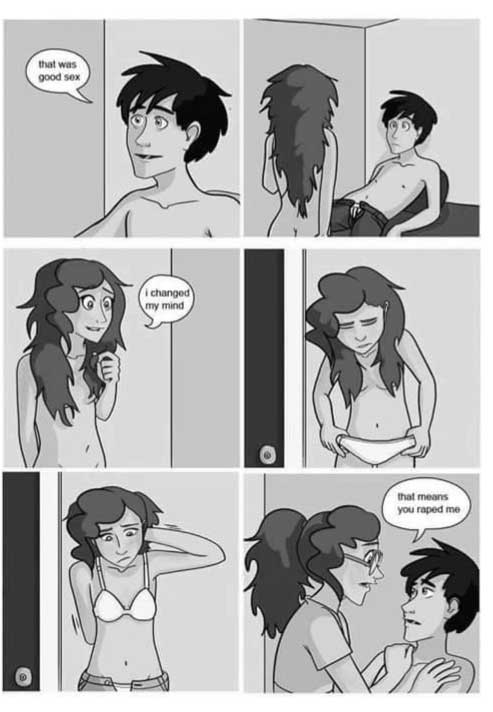 that was
good sex
i changed
my mind
that means
you raped me